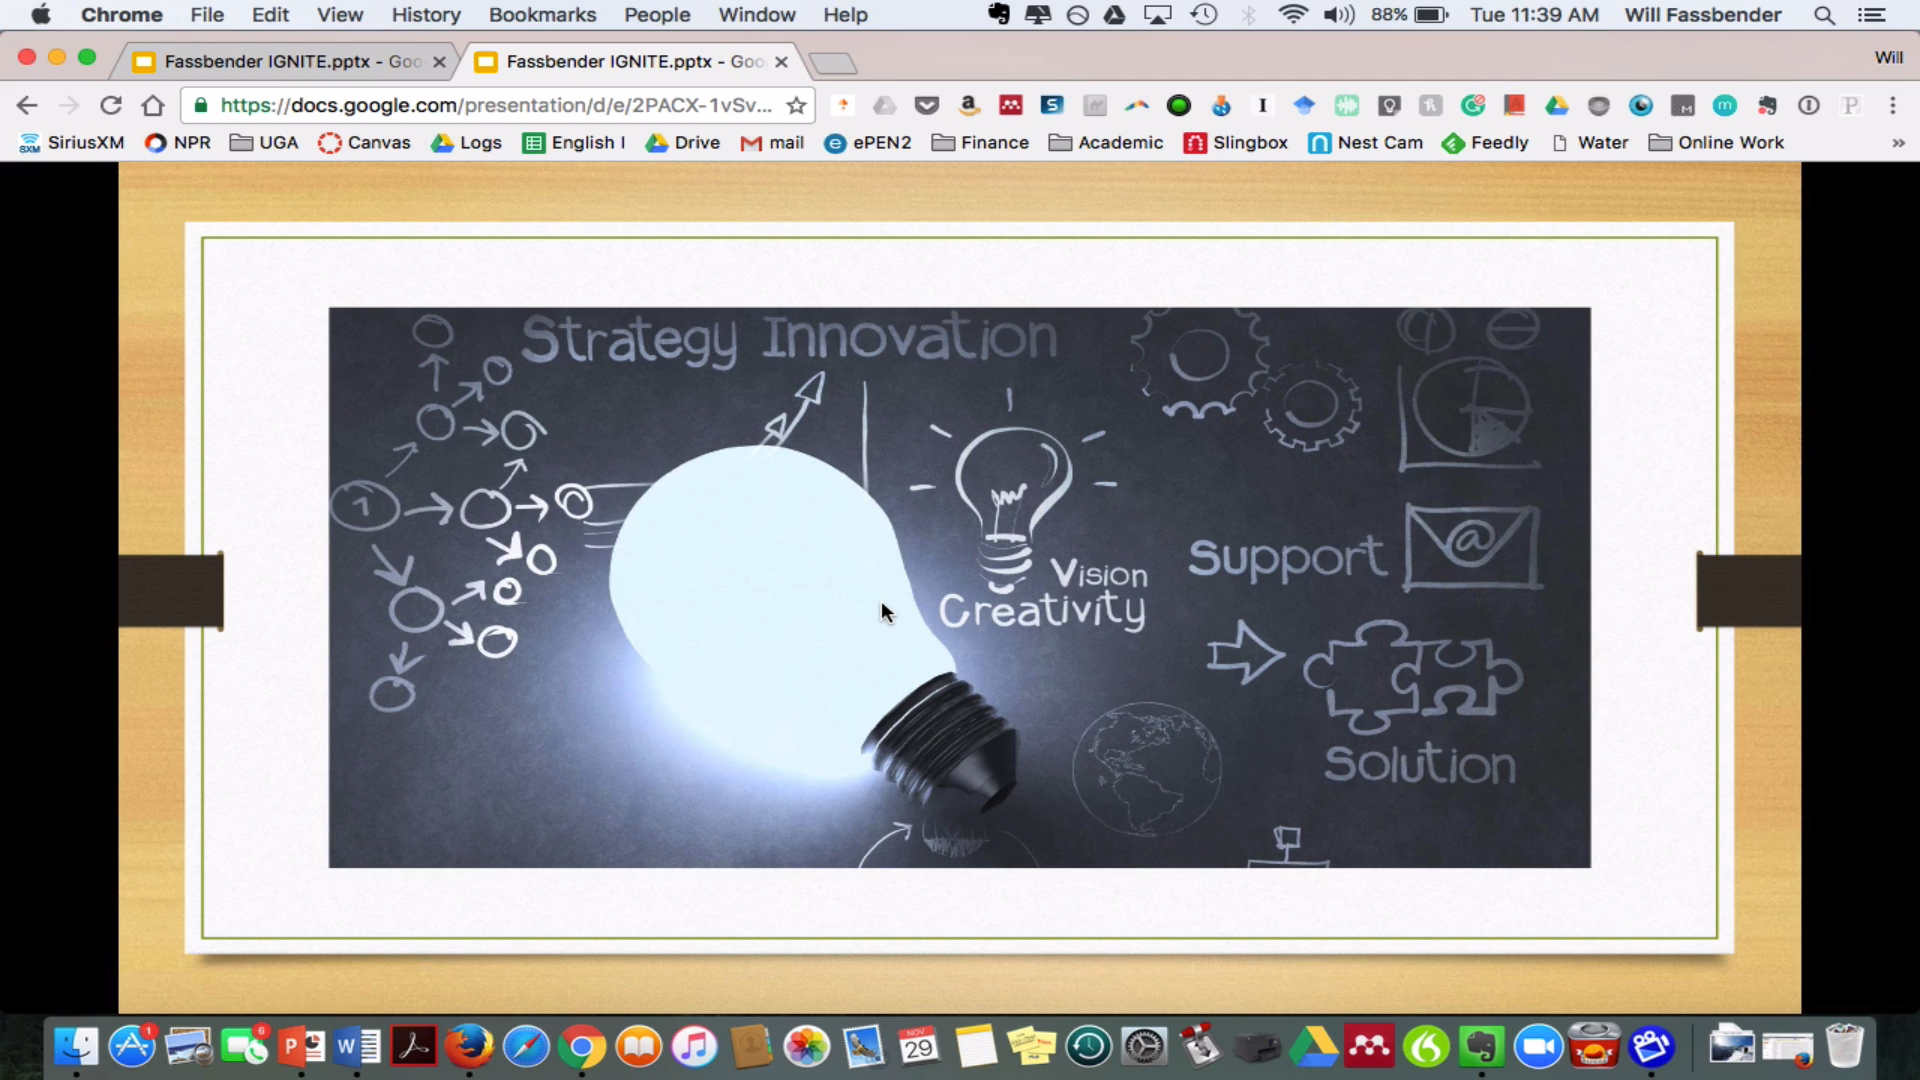 Chrome File Edit View History Bookmarks People Window Help 88% Tue 11:39 AM Will Fassbender
Fassbender IGNITE.pptx - Goo Fassbender IGNITE.pptx - Goo Will
https://docs.google.com/presentation/d/e/2PACX-1vSv...
SiriusXM NPR UGA Canvas Logs English I Drive mail ePEN2 Finance Academic Slingbox Nest Cam Feedly Water Online Work »
Strategy Innovation
Support
Vision
Creativity
Solution
NOV
29